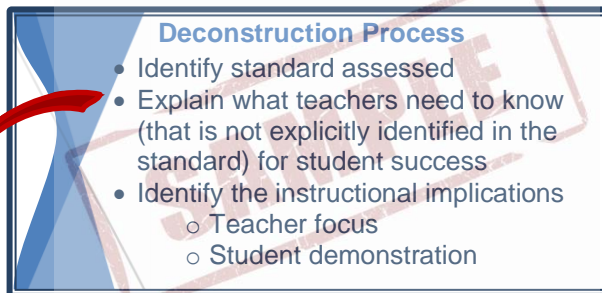 Deconstruction Process
• Identify standard assessed
• Explain what teachers need to know
(that is not explicitly identified in the
standard) for student success
• Identify the instructional implications
o Teacher focus
o Student demonstration
SAMPLE